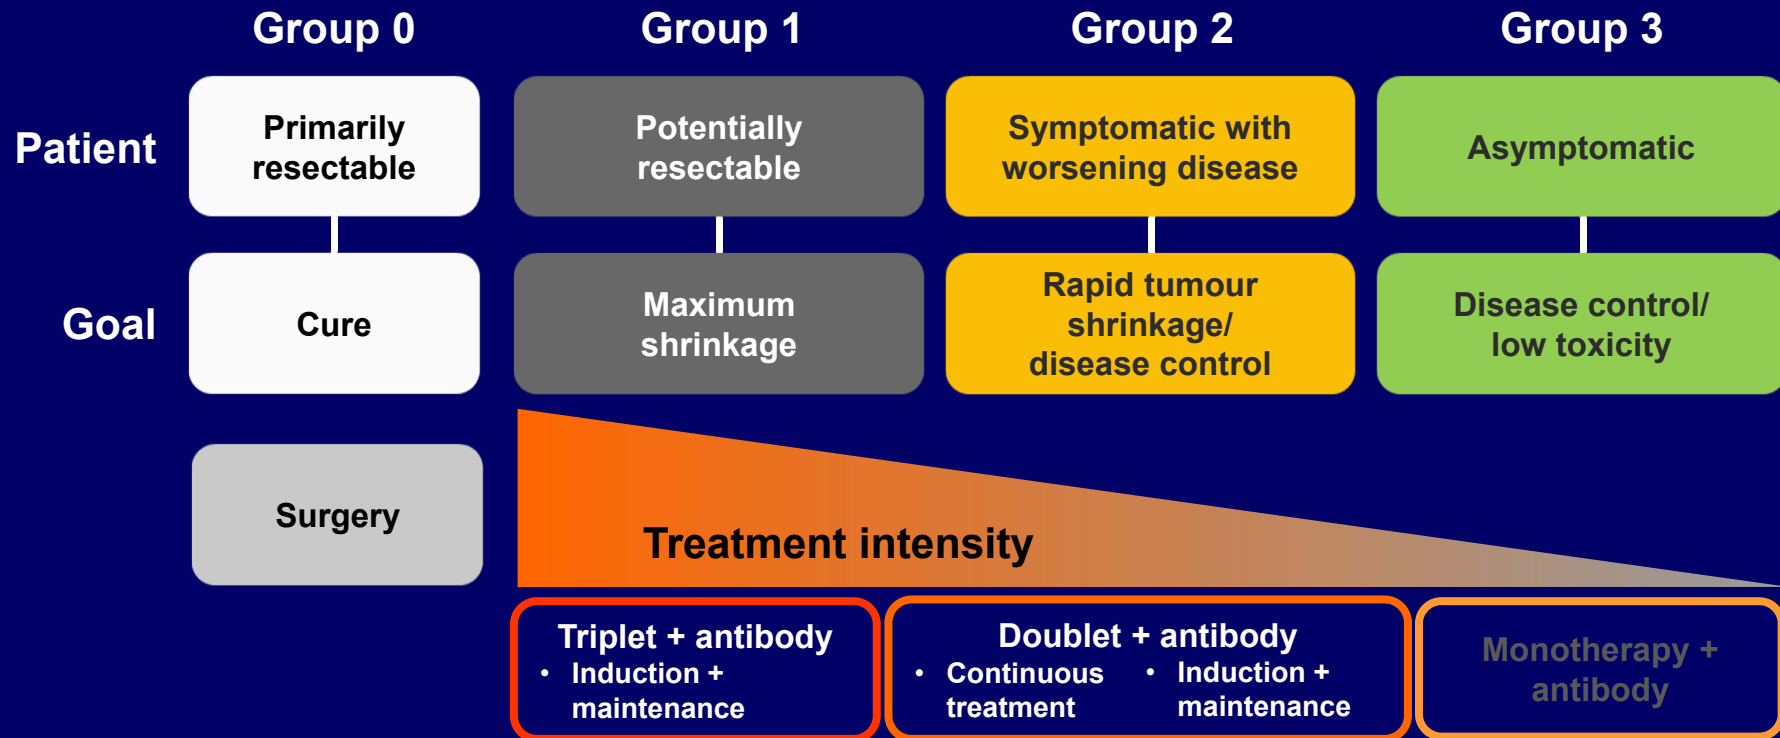 Group 0 Group 1 Group 2 Group 3
Patient
Primarily
resectable
Potentially
resectable
Symptomatic with
worsening disease
Asymptomatic
Goal
Cure
Maximum
shrinkage
Rapid tumour
shrinkage/
disease control
Disease control/
low toxicity
Surgery
Treatment intensity
Triplet + antibody
• Induction +
maintenance
Doublet + antibody
• Continuous
treatment
• Induction +
maintenance
Monotherapy +
antibody